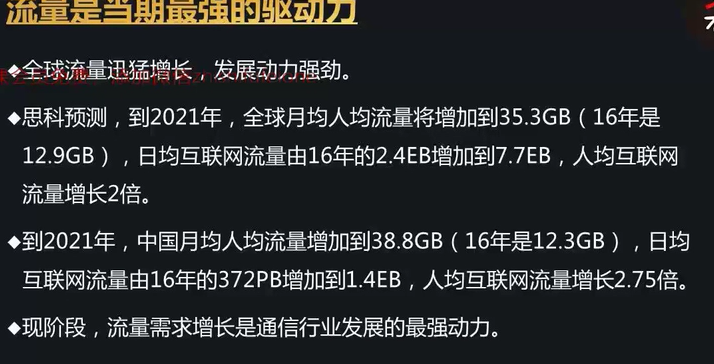 流量是当期最强的驱动力
◆全球流量迅猛增长，发展动力强劲。
◆思科预测，到2021年，全球月均人均流量将增加到35.3GB（16年是
12.9GB），日均互联网流量由16年的2.4EB增加到7.7EB，人均互联网
流量增长2倍。
◆到2021年，中国月均人均流量增加到38.8GB（16年是12.3GB），日均
互联网流量由16年的372PB增加到1.4EB，人均互联网流量增长2.75倍。
◆现阶段，流量需求增长是通信行业发展的最强动力。